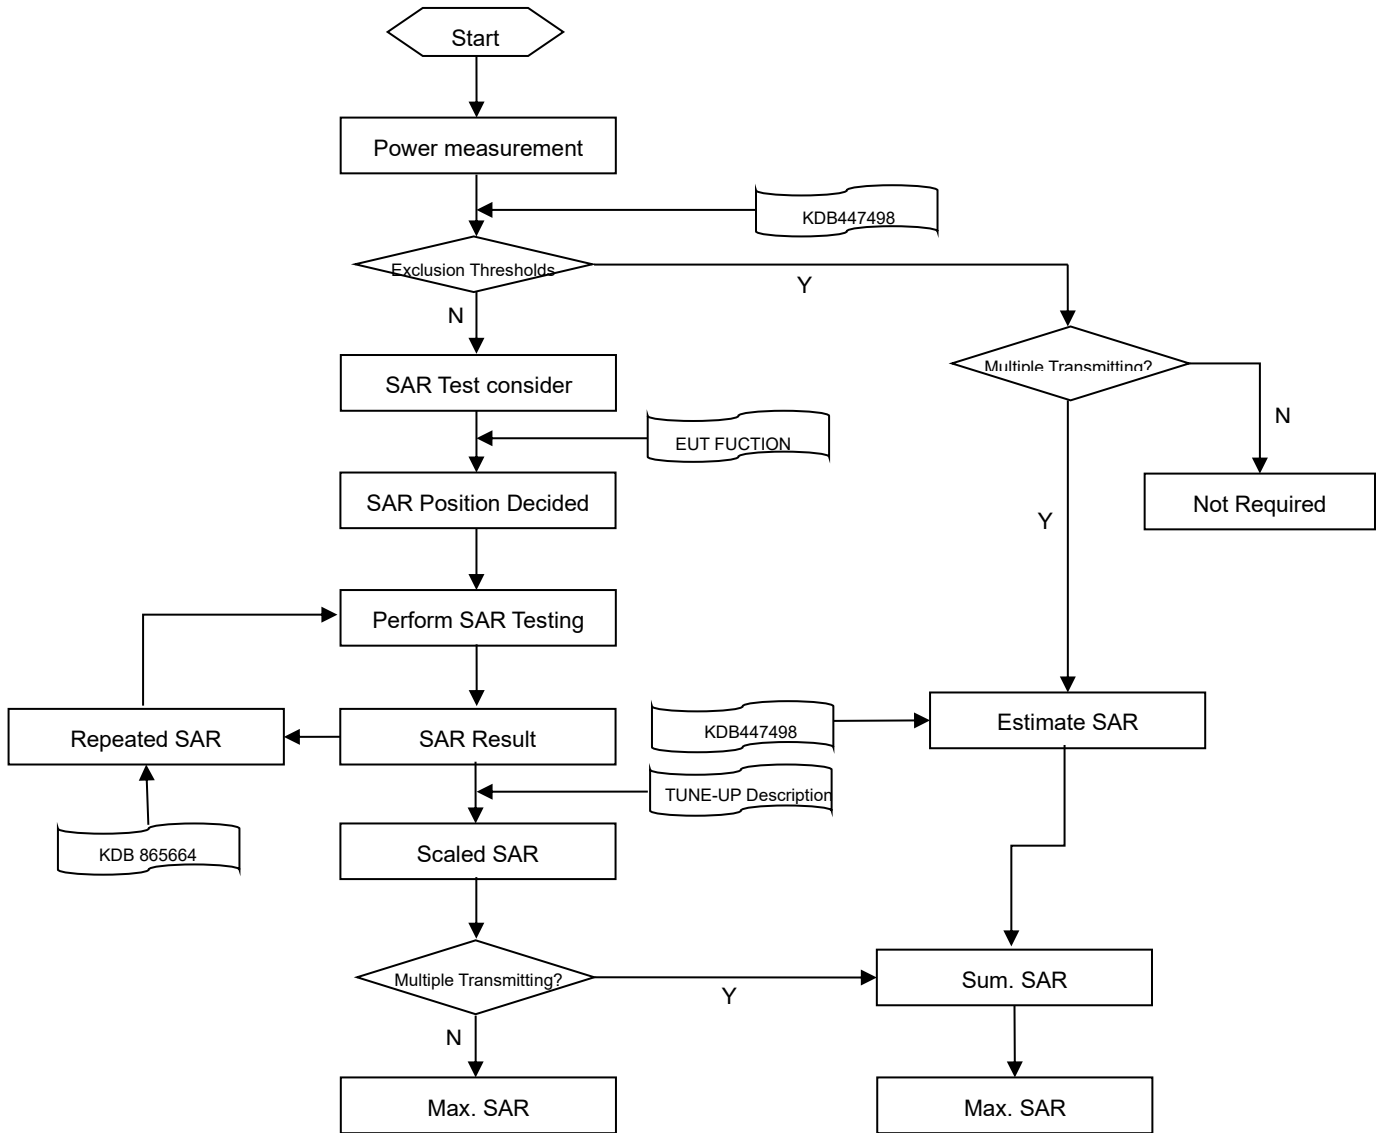 Start
Power measurement
KDB447498
Exclusion Thresholds
Y
N
Multiple Transmitting?
SAR Test consider
N
EUT FUCTION
SAR Position Decided
Not Required
Y
Perform SAR Testing
Repeated SAR
SAR Result
KDB447498
Estimate SAR
TUNE-UP Description
KDB 865664
Scaled SAR
Multiple Transmitting?
Y
Sum. SAR
N
Max. SAR
Max. SAR